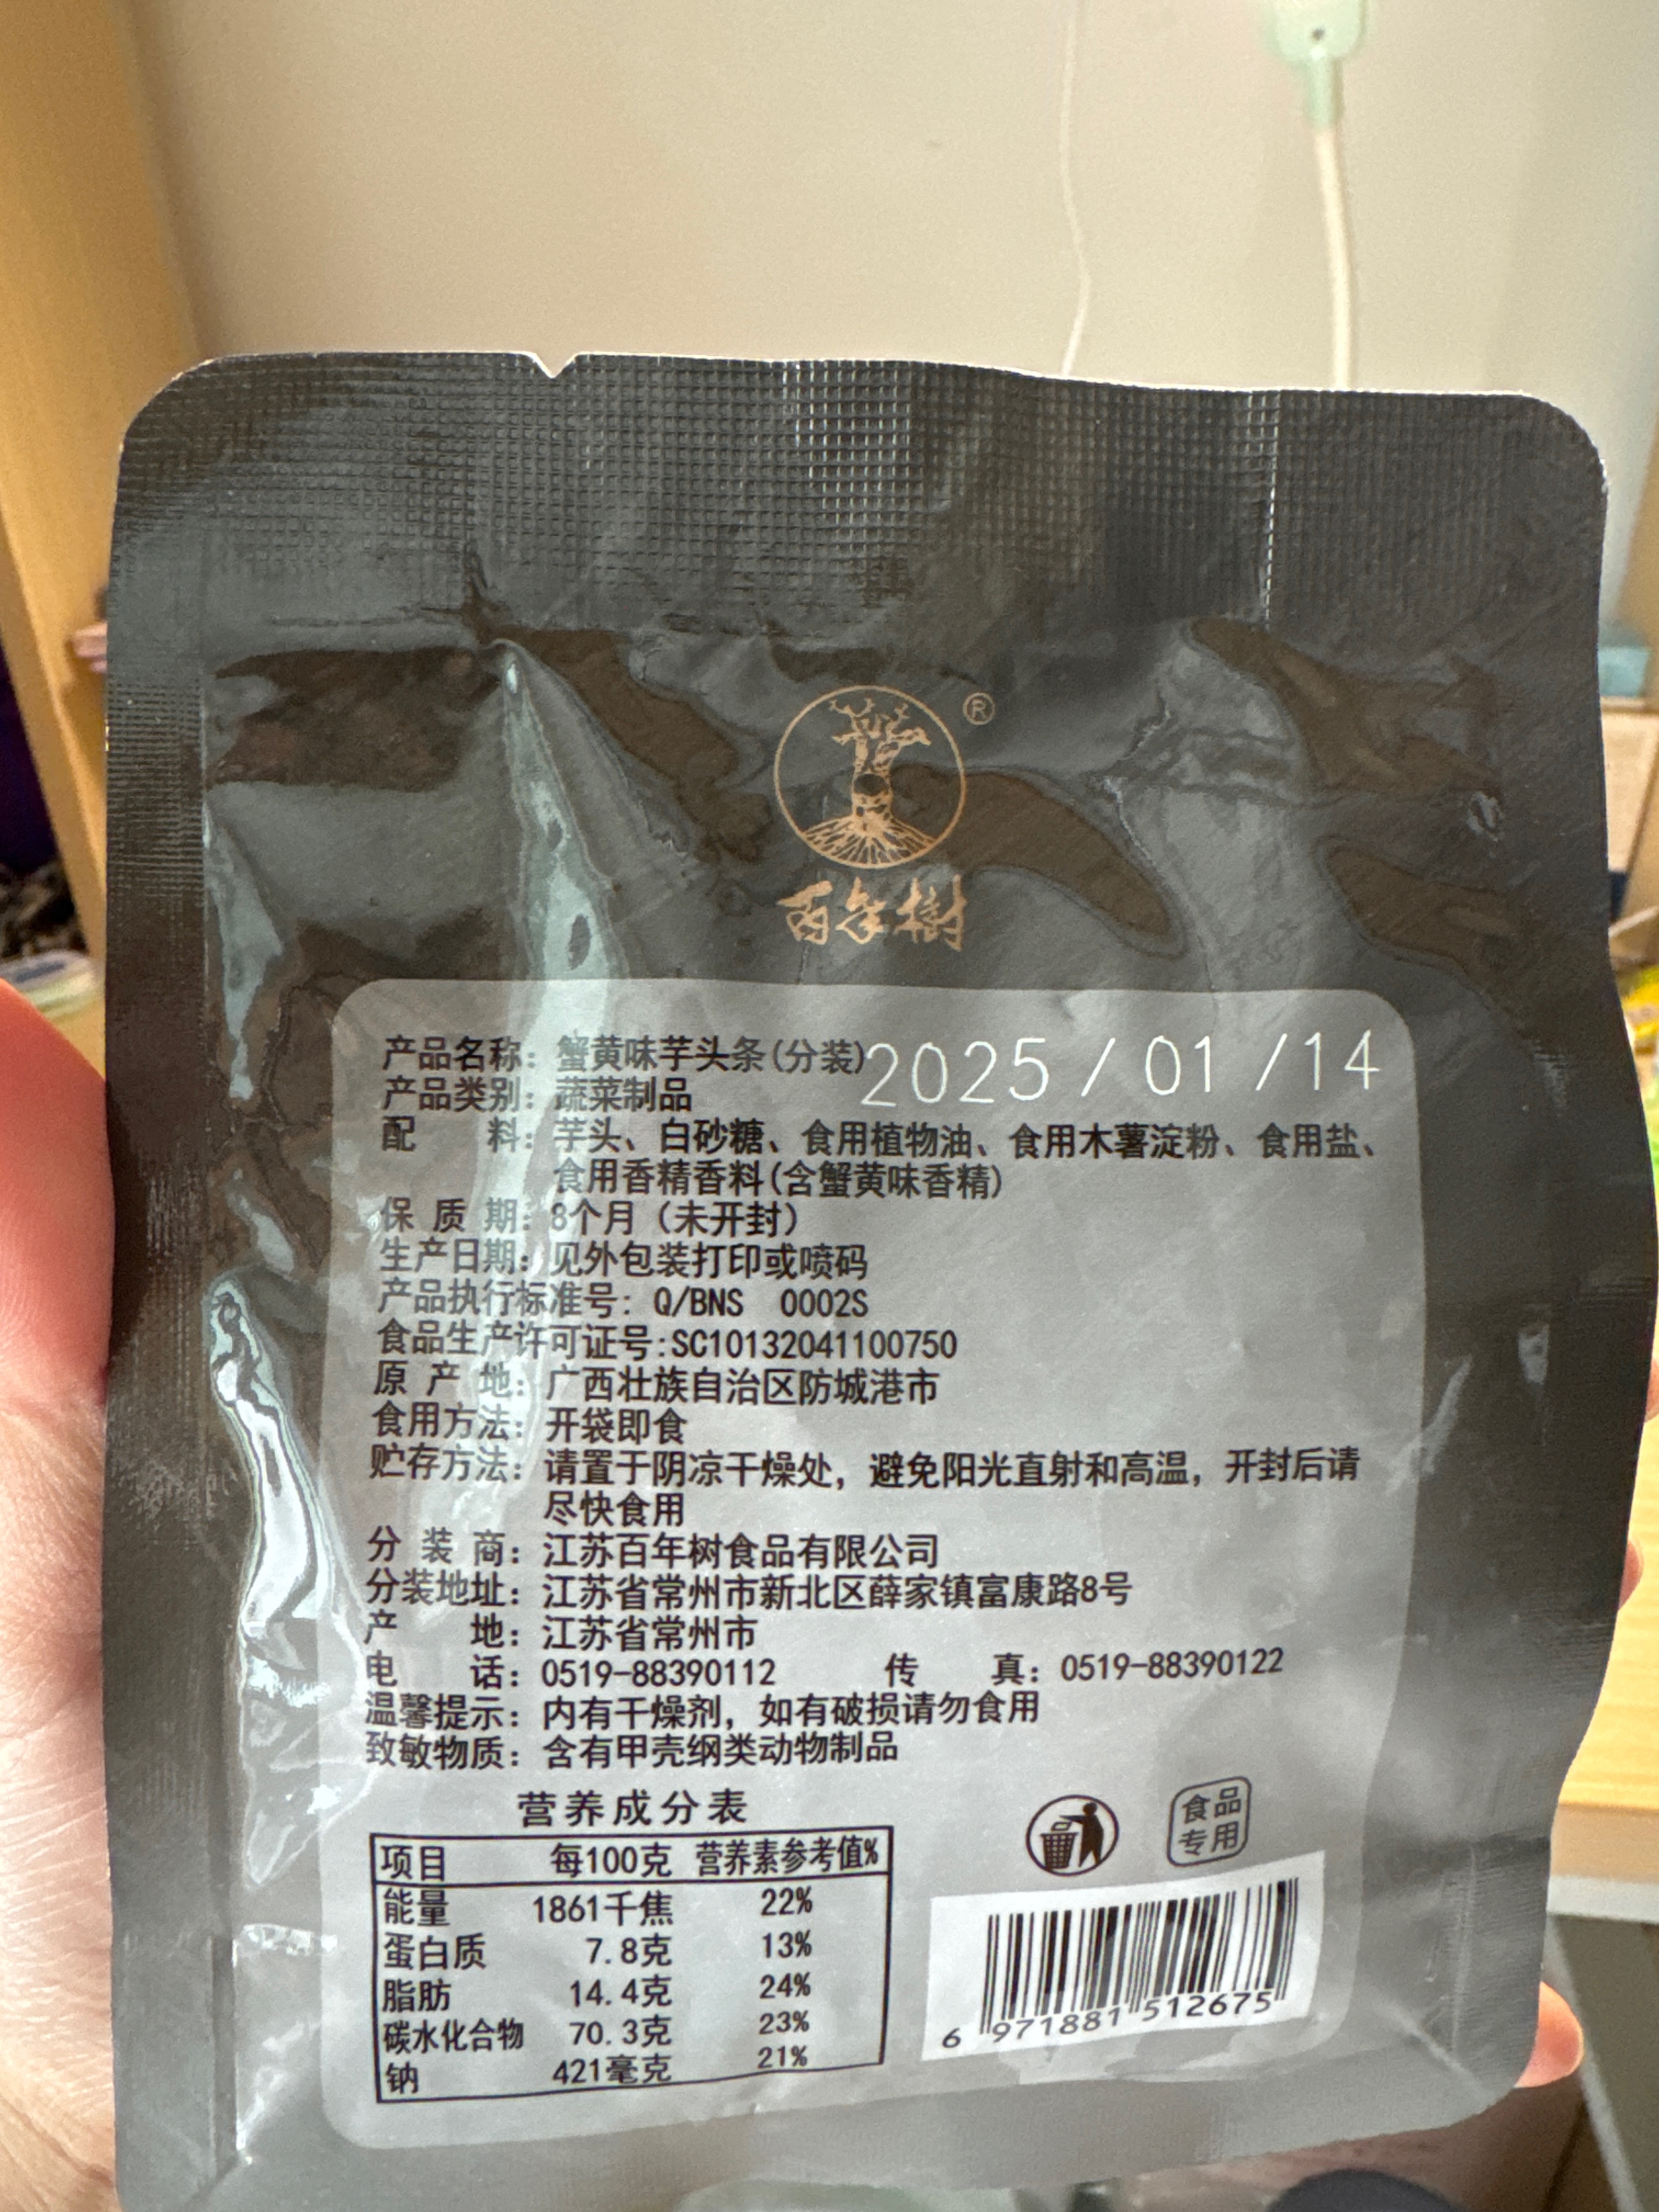 ®
百年樹
产品名称：蟹黄味芋头条(分装)
2025/01/14
产品类别：蔬菜制品
配 料：芋头、白砂糖、食用植物油、食用木薯淀粉、食用盐、
食用香精香料(含蟹黄味香精)
保 质 期：8个月（未开封）
生产日期：见外包装打印或喷码
产品执行标准号: Q/BNS 0002S
食品生产许可证号:SC10132041100750
原 产 地：广西壮族自治区防城港市
食用方法：开袋即食
贮存方法：请置于阴凉干燥处，避免阳光直射和高温，开封后请
尽快食用
分 装 商：江苏百年树食品有限公司
分装地址：江苏省常州市新北区薛家镇富康路8号
产 地：江苏省常州市
电 话：0519-88390112 传 真：0519-88390122
温馨提示：内有干燥剂，如有破损请勿食用
致敏物质：含有甲壳纲类动物制品
营养成分表
项目 每100克 营养素参考值%
能量 1861千焦 22%
蛋白质 7.8克 13%
脂肪 14.4克 24%
碳水化合物 70.3克 23%
钠 421毫克 21%
食品
专用
6 971881 512675